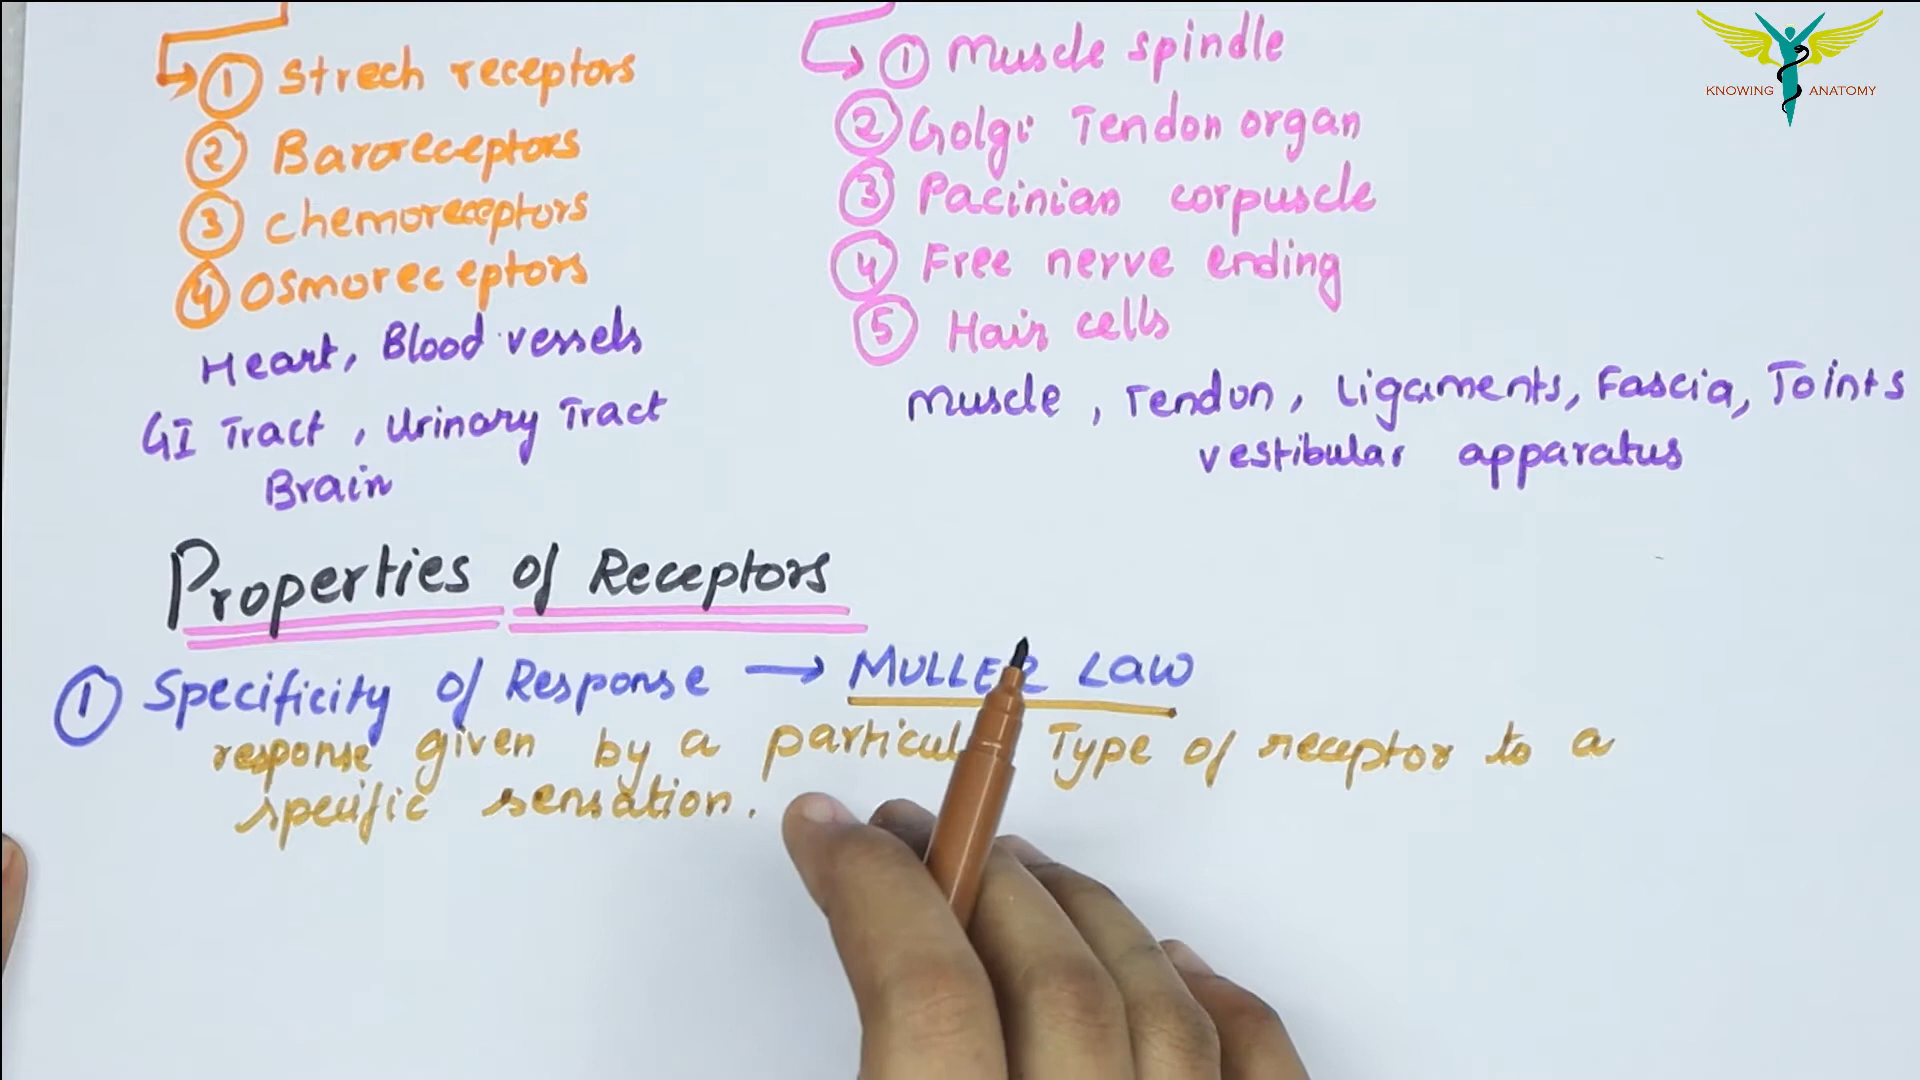 ① Strech receptors
② Baroreceptors
③ chemoreceptors
④ Osmoreceptors
Heart, Blood vessels
GI Tract, Urinary Tract
Brain
① Muscle spindle
② Golgi Tendon organ
③ Pacinian corpuscle
④ Free nerve ending
⑤ Hair cells
Muscle, Tendon, Ligaments, Fascia, Joints
vestibular apparatus
KNOWING ANATOMY
Properties of Receptors
① Specificity of Response → MULLER LAW
response given by a particul Type of receptor to a
specific sensation.